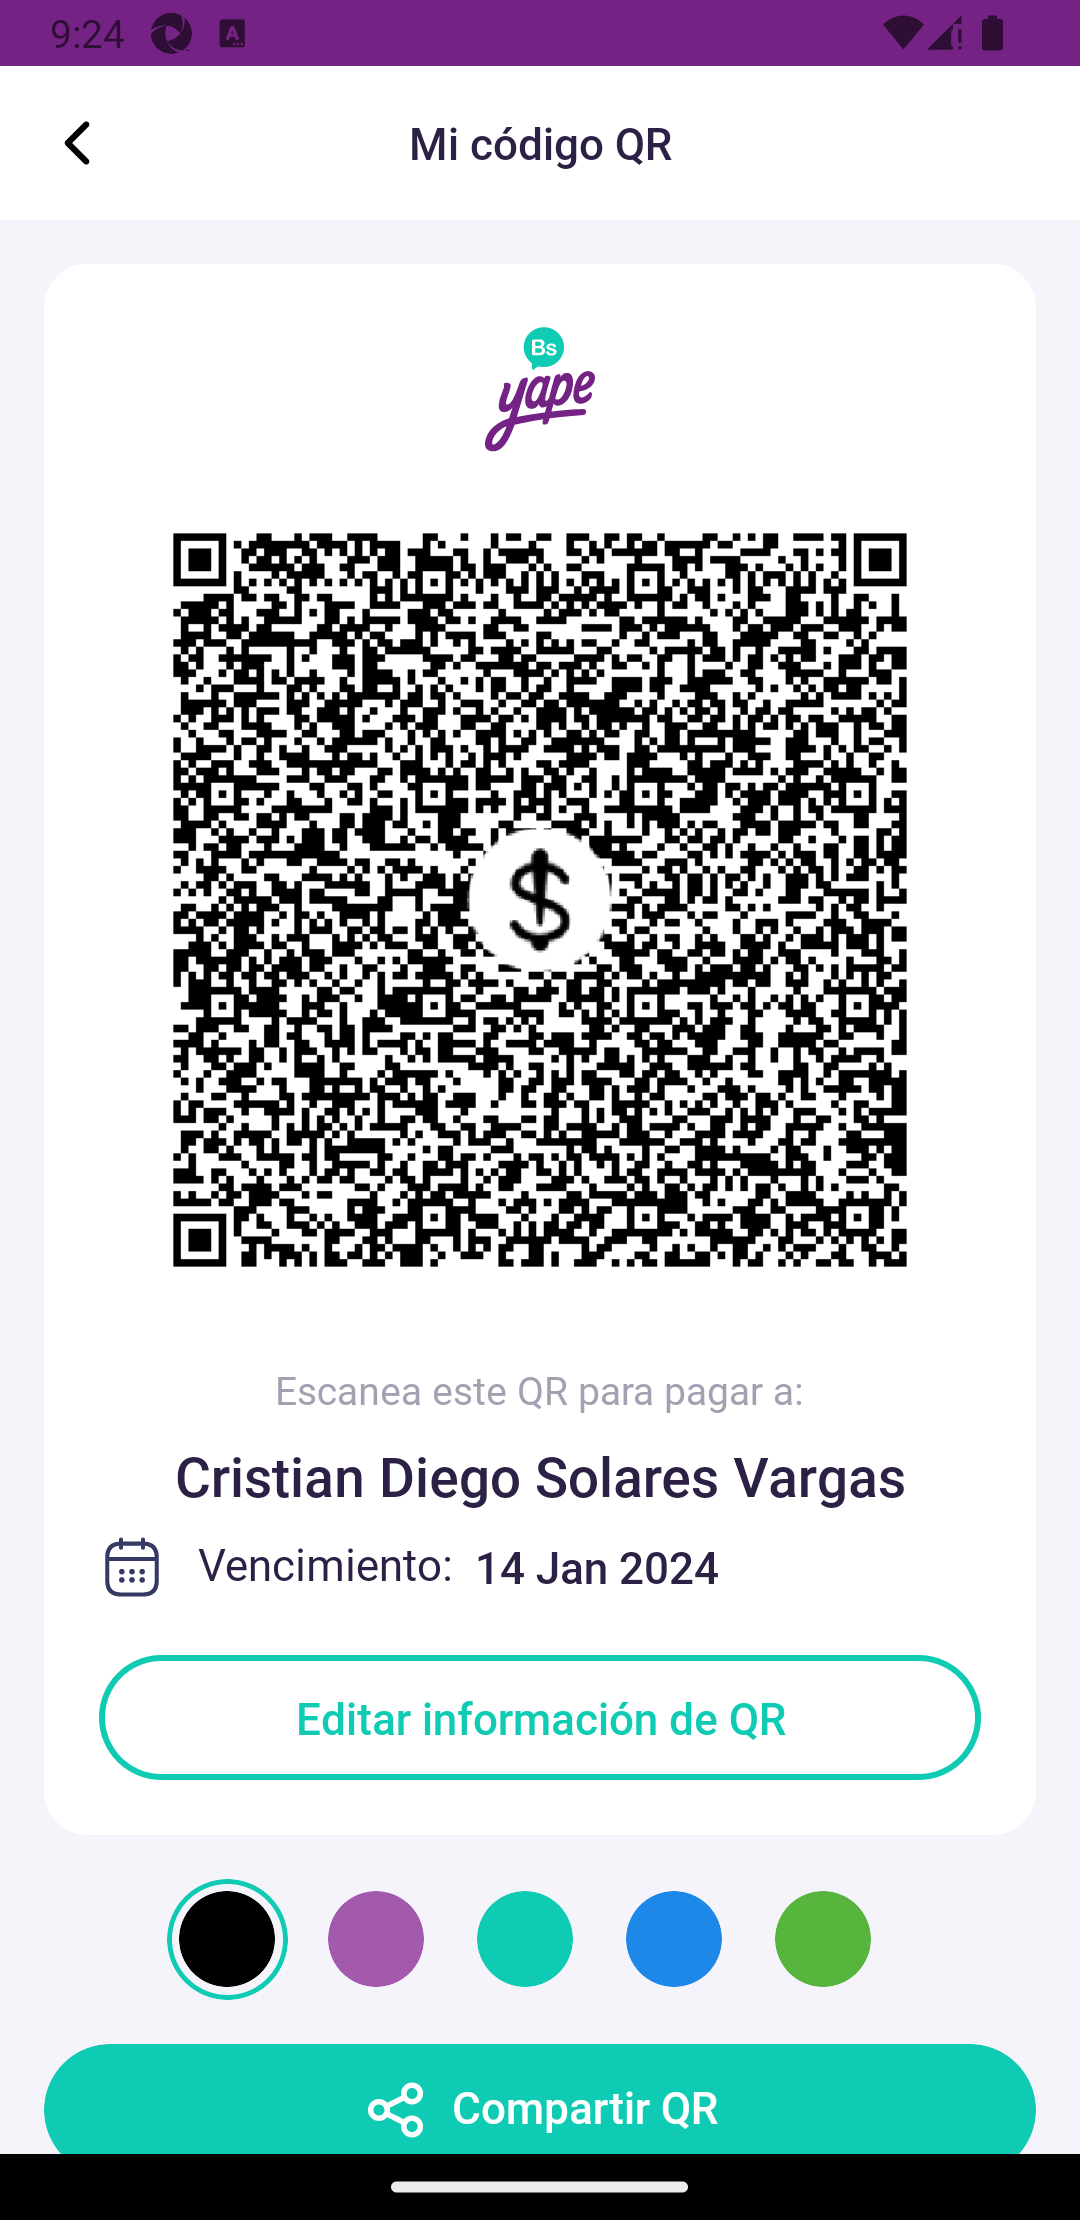 9:24
Mi código QR
Bs
yape
$
Escanea este QR para pagar a:
Cristian Diego Solares Vargas
Vencimiento: 14 Jan 2024
Editar información de QR
Compartir QR